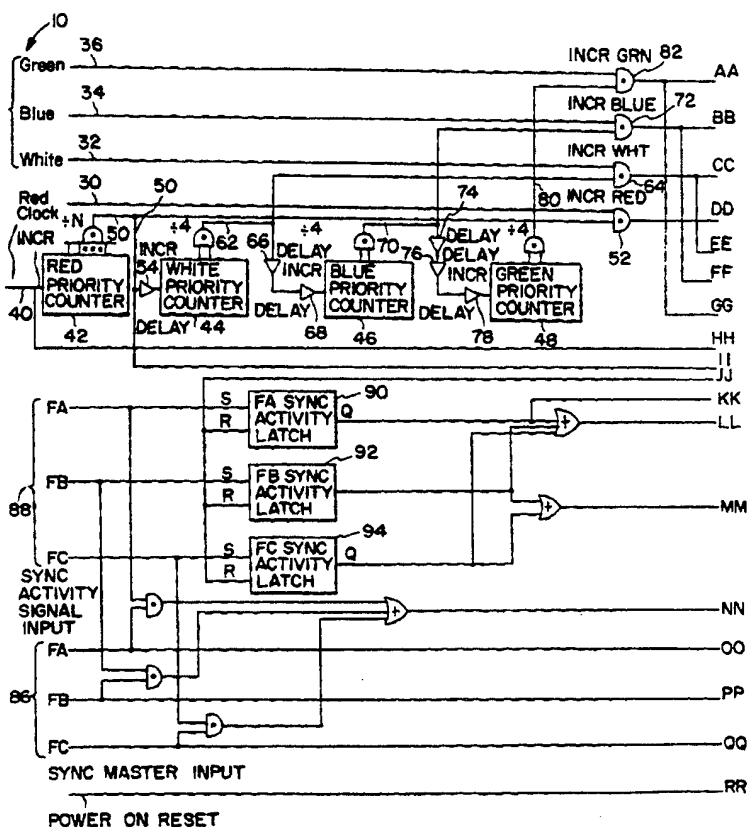 10
36
Green
INCR GRN
82
AA
34
Blue
INCR BLUE
72
BB
32
White
INCR WHT
CC
64
Red
30
50
74
80
INCR RED
DD
Clock
÷N
50
÷4
62
66
÷4
70
÷4
52
EE
INCR
INCR
DELAY
INCR
76
DELAY
DELAY
INCR
FF
54
RED
PRIORITY
COUNTER
WHITE
PRIORITY
COUNTER
BLUE
PRIORITY
COUNTER
GREEN
PRIORITY
COUNTER
GG
40
42
DELAY
44
DELAY
68
46
DELAY
78
48
HH
II
JJ
FA
S
R
FA SYNC
ACTIVITY
LATCH
90
Q
KK
LL
FB
S
R
FB SYNC
ACTIVITY
LATCH
92
88
MM
FC
S
R
FC SYNC
ACTIVITY
LATCH
94
Q
SYNC
ACTIVITY
SIGNAL
INPUT
NN
FA
OO
86
FB
PP
FC
QQ
SYNC MASTER INPUT
RR
POWER ON RESET